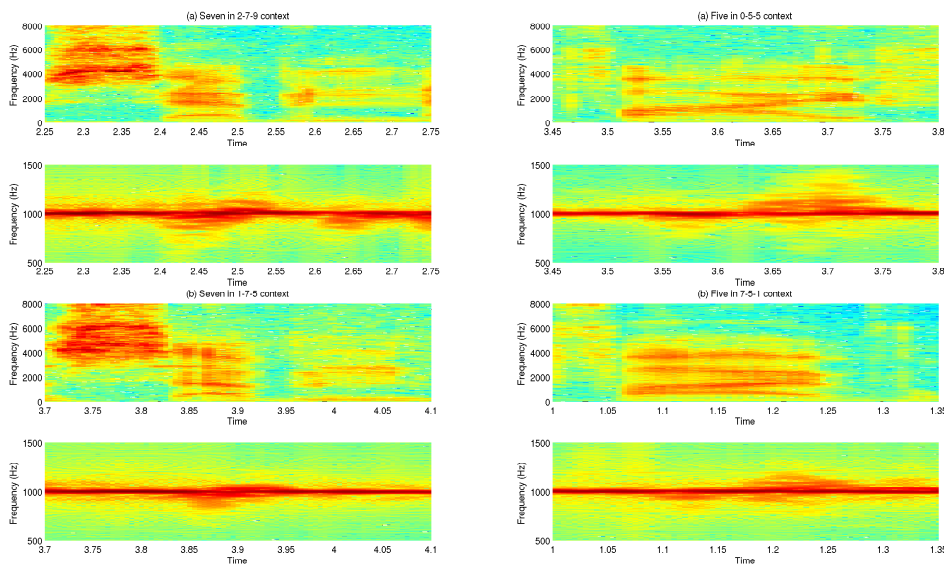 (a) Seven in 2-7-9 context
8000
6000
4000
2000
0
Frequency (Hz)
2.25 2.3 2.35 2.4 2.45 2.5 2.55 2.6 2.65 2.7 2.75
Time
1500
1000
500
Frequency (Hz)
2.25 2.3 2.35 2.4 2.45 2.5 2.55 2.6 2.65 2.7 2.75
Time
(b) Seven in 1-7-5 context
8000
6000
4000
2000
0
Frequency (Hz)
3.7 3.75 3.8 3.85 3.9 3.95 4 4.05 4.1
Time
1500
1000
500
Frequency (Hz)
3.7 3.75 3.8 3.85 3.9 3.95 4 4.05 4.1
Time
(a) Five in 0-5-5 context
8000
6000
4000
2000
0
Frequency (Hz)
3.45 3.5 3.55 3.6 3.65 3.7 3.75 3.8
Time
1500
1000
500
Frequency (Hz)
3.45 3.5 3.55 3.6 3.65 3.7 3.75 3.8
Time
(b) Five in 7-5-1 context
8000
6000
4000
2000
0
Frequency (Hz)
1 1.05 1.1 1.15 1.2 1.25 1.3 1.35
Time
1500
1000
500
Frequency (Hz)
1 1.05 1.1 1.15 1.2 1.25 1.3 1.35
Time